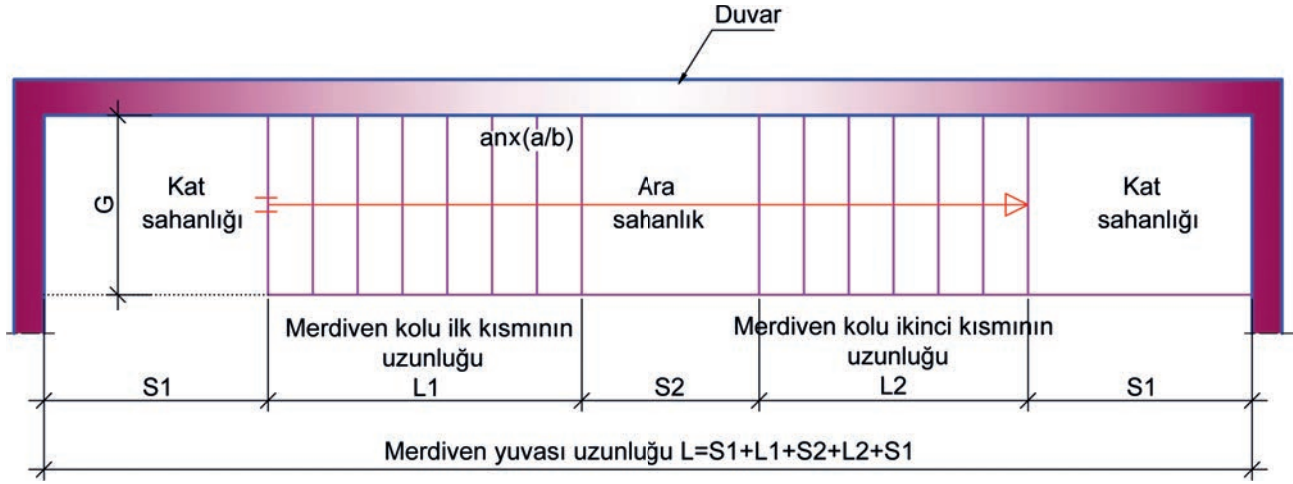 Duvar
anx(a/b)
G
Kat
sahanlığı
Ara
sahanlık
Kat
sahanlığı
Merdiven kolu ilk kısmının
uzunluğu
Merdiven kolu ikinci kısmının
uzunluğu
S1
L1
S2
L2
S1
Merdiven yuvası uzunluğu L=S1+L1+S2+L2+S1